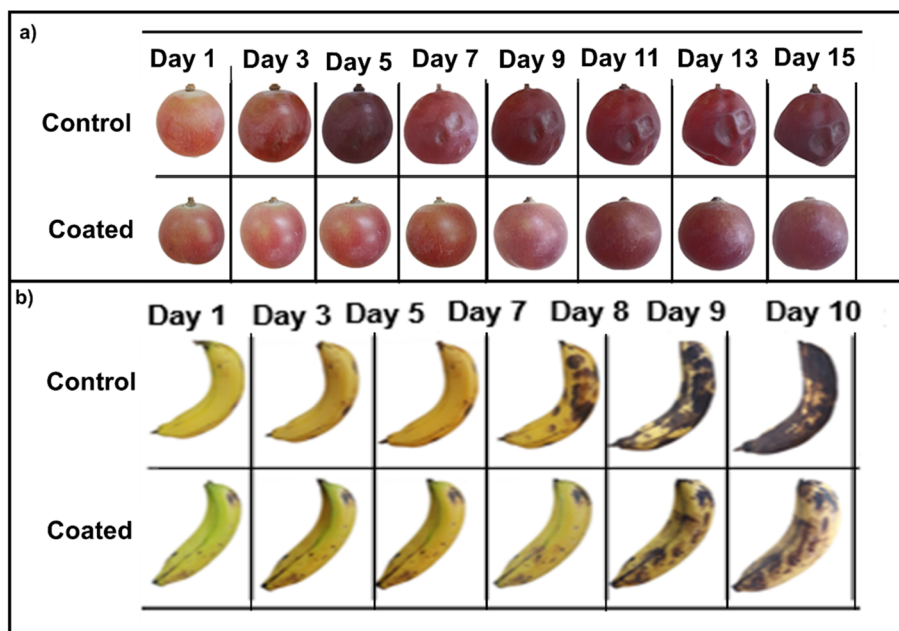 a)
Day 1 Day 3 Day 5 Day 7 Day 9 Day 11 Day 13 Day 15
Control
Coated
b)
Day 1 Day 3 Day 5 Day 7 Day 8 Day 9 Day 10
Control
Coated